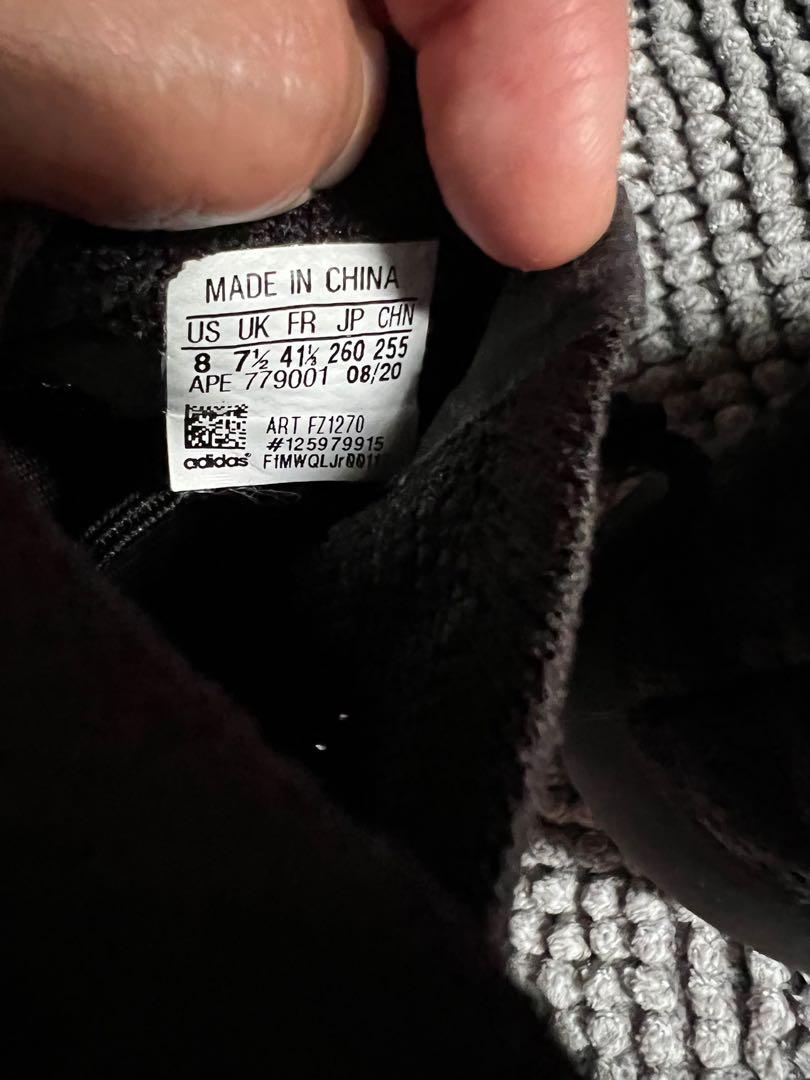 MADE IN CHINA
US UK FR JP CHN
8 7½ 41⅓ 260 255
APE 779001 08/20
ART FZ1270
#125979915
adidas